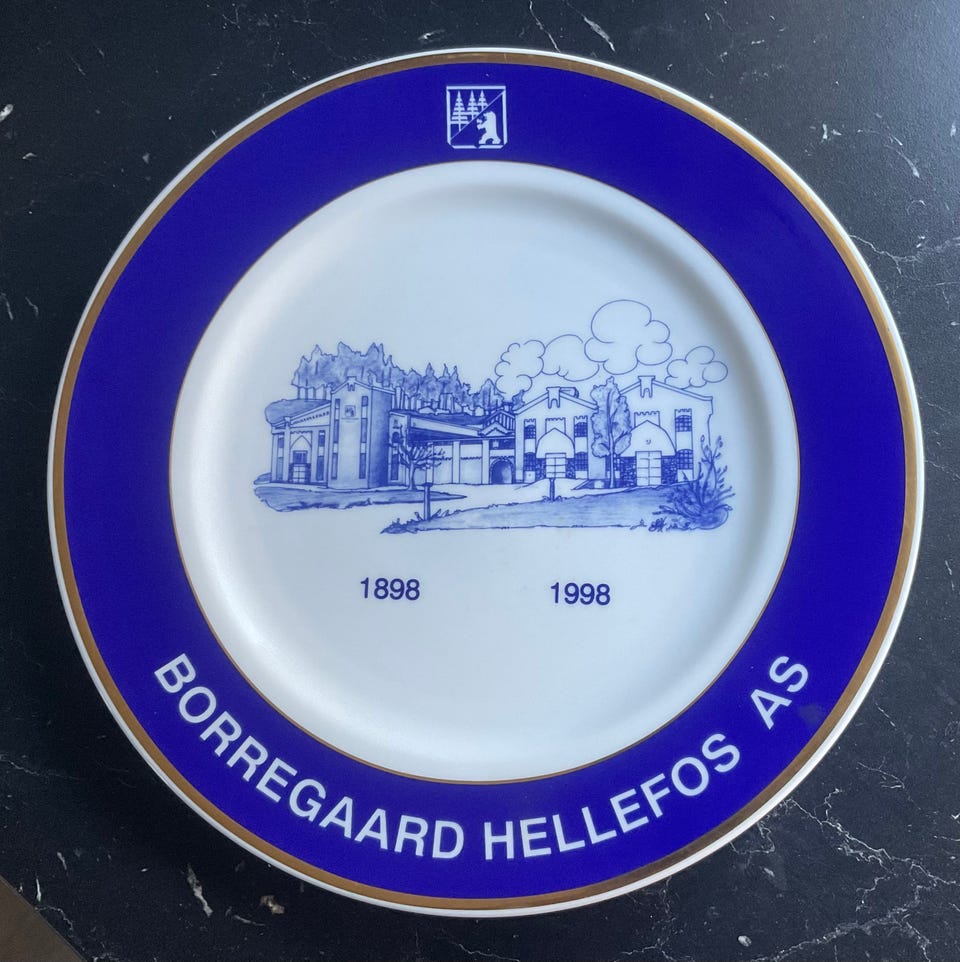 1898 1998
BORREGAARD HELLEFOS AS